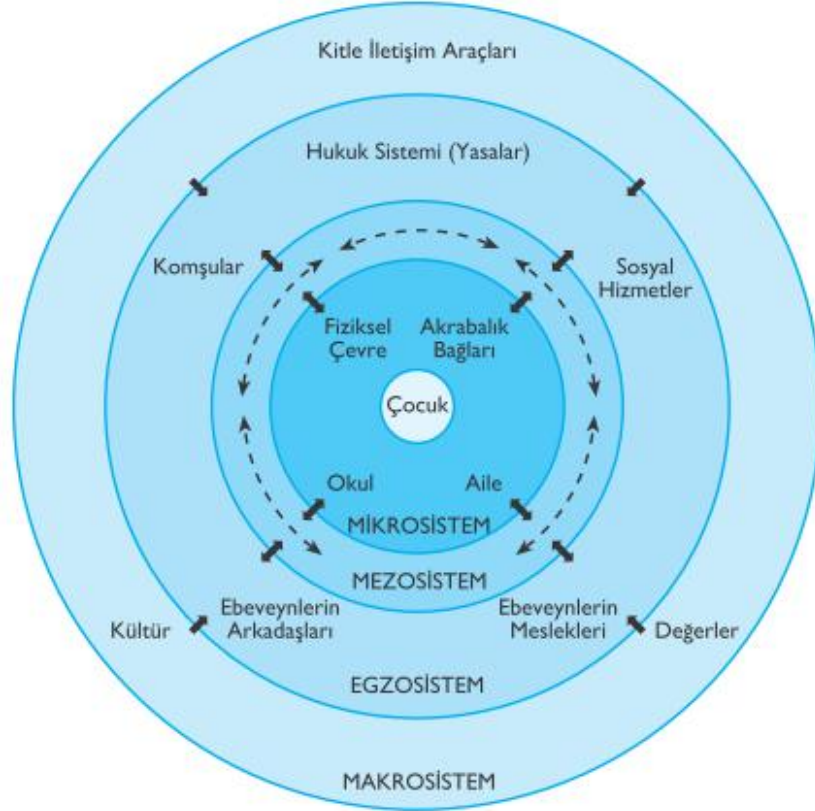 Kitle İletişim Araçları
Hukuk Sistemi (Yasalar)
Komşular
Sosyal
Hizmetler
Fiziksel
Çevre
Akrabalık
Bağları
Çocuk
Okul
Aile
MİKROSİSTEM
MEZOSİSTEM
Kültür
Ebeveynlerin
Arkadaşları
Ebeveynlerin
Meslekleri
Değerler
EGZOSİSTEM
MAKROSİSTEM